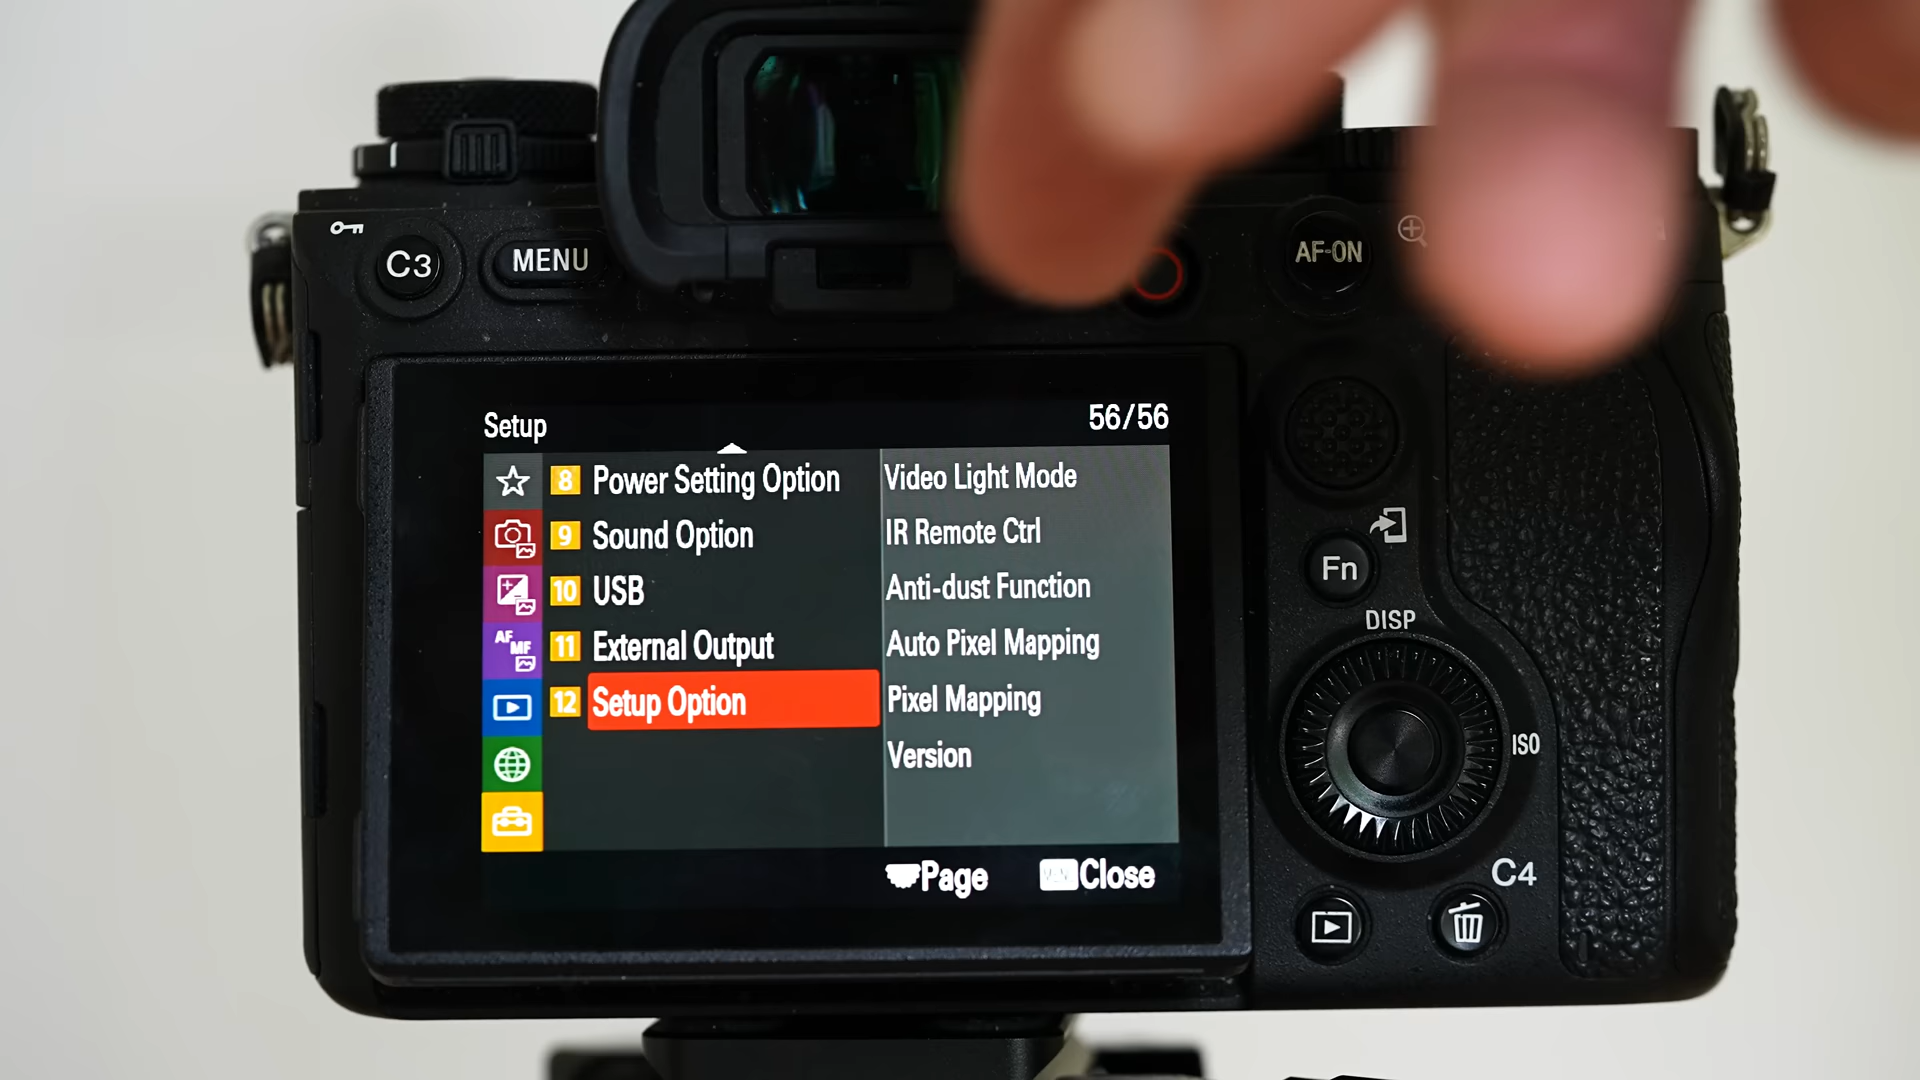 C3
MENU
AF-ON
Setup
56/56
8 Power Setting Option
9 Sound Option
10 USB
11 External Output
12 Setup Option
AF
MF
Video Light Mode
IR Remote Ctrl
Anti-dust Function
Auto Pixel Mapping
Pixel Mapping
Version
Page
Close
Fn
DISP
ISO
C4